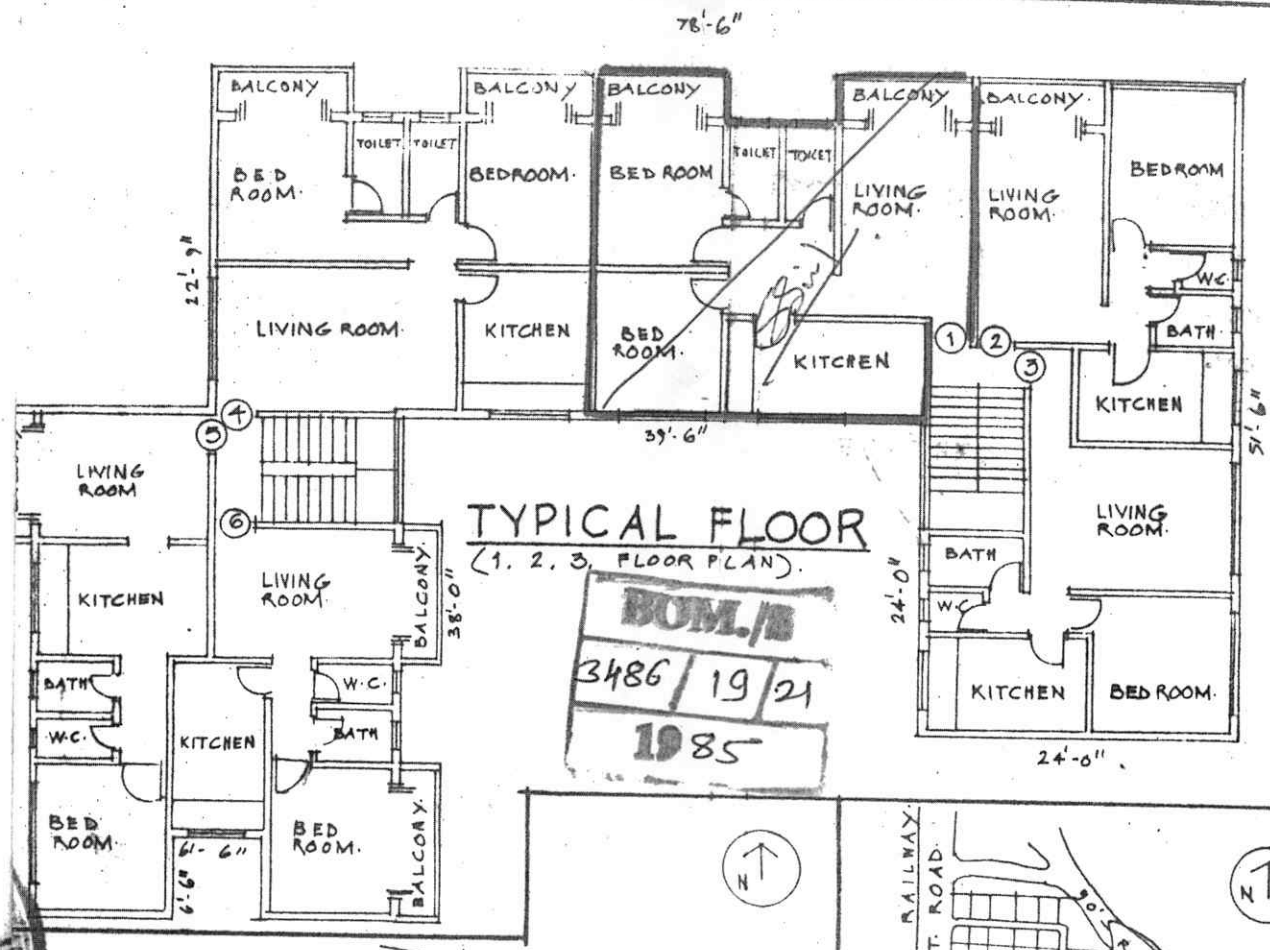 78'-6"
BALCONY
BALCONY
BALCONY
BALCONY
BALCONY.
TOILET
TOILET
TOILET
TOILET
BED
ROOM.
BEDROOM.
BED ROOM
LIVING
ROOM.
LIVING
ROOM.
BEDROOM
W.C.
BATH
22'-9"
LIVING ROOM.
KITCHEN
BED
ROOM.
KITCHEN
1
2
3
KITCHEN
51'-6"
4
5
39'-6"
LIVING
ROOM
6
TYPICAL FLOOR
(1. 2. 3. FLOOR PLAN).
LIVING
ROOM.
BATH
W.C
24'-0"
KITCHEN
BED ROOM.
24'-0"
KITCHEN
LIVING
ROOM.
BALCONY.
38'-0"
BOM./B
3486 / 19 / 21
1985
BATH
W.C.
W.C.
BATH
KITCHEN
BED
ROOM.
6'-6"
6'-6"
BED
ROOM.
BALCONY.
N
RAILWAY.
T. ROAD.
90'
N